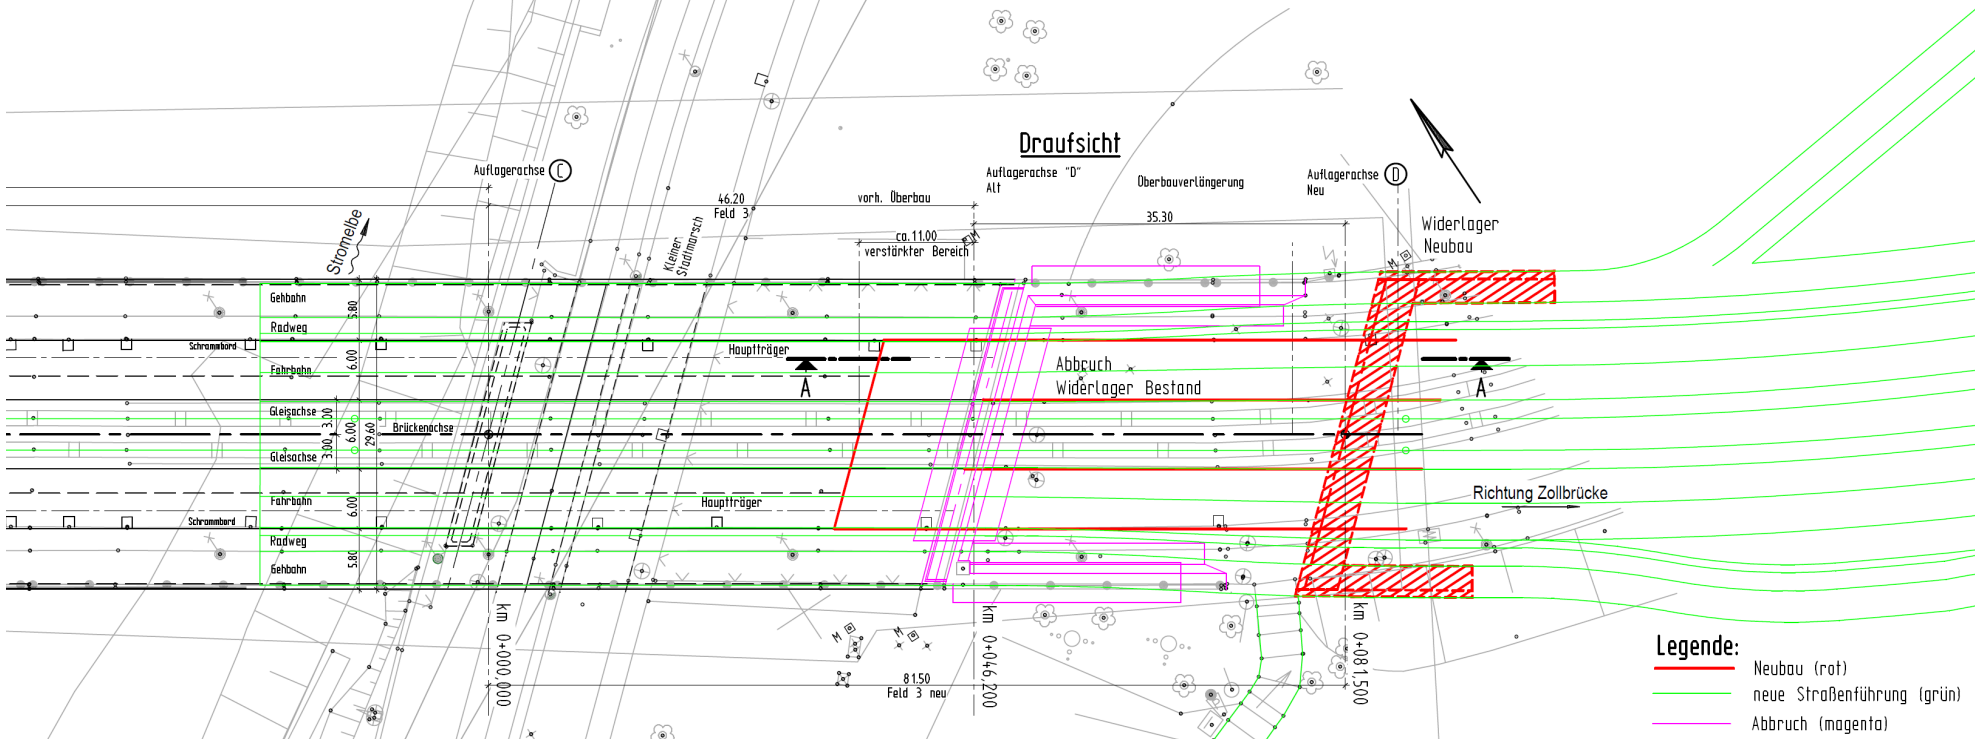 Draufsicht
Auflagerachse
C
Auflagerachse "D"
Alt
Oberbauverlängerung
Auflagerachse
Neu
D
46.20
Feld 3
vorh. Überbau
35.30
Widerlager
Neubau
Stromelbe
Kleiner
Stadtmarsch
ca. 11.00
verstärkter Bereich
M
M
Gehbahn
5.80
Radweg
Schrammbord
Hauptträger
6.00
Fahrbahn
A
Abbruch
Widerlager Bestand
A
Gleisachse
3.00
Brückenachse
6.00
29.60
3.00
Gleisachse
Fahrbahn
6.00
Hauptträger
Richtung Zollbrücke
Schrammbord
Radweg
5.80
Gehbahn
km 0+000,000
km 0+046,200
km 0+081,500
M
M
81.50
Feld 3 neu
Legende:
Neubau (rot)
neue Straßenführung (grün)
Abbruch (magenta)